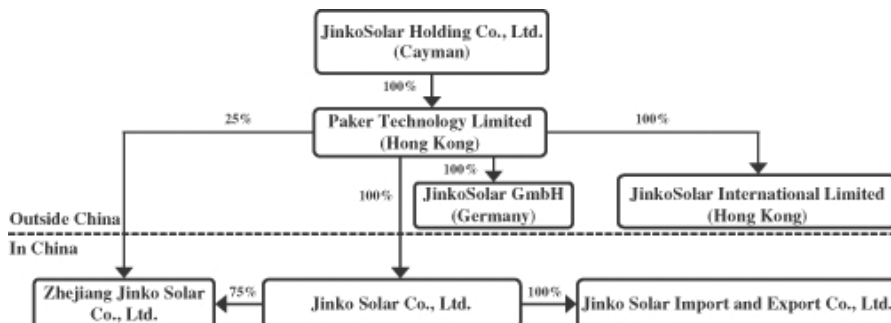 JinkoSolar Holding Co., Ltd.
(Cayman)
100%
25%
Paker Technology Limited
(Hong Kong)
100%
100%
100%
JinkoSolar GmbH
(Germany)
JinkoSolar International Limited
(Hong Kong)
Outside China
In China
Zhejiang Jinko Solar
Co., Ltd.
75%
Jinko Solar Co., Ltd.
100%
Jinko Solar Import and Export Co., Ltd.